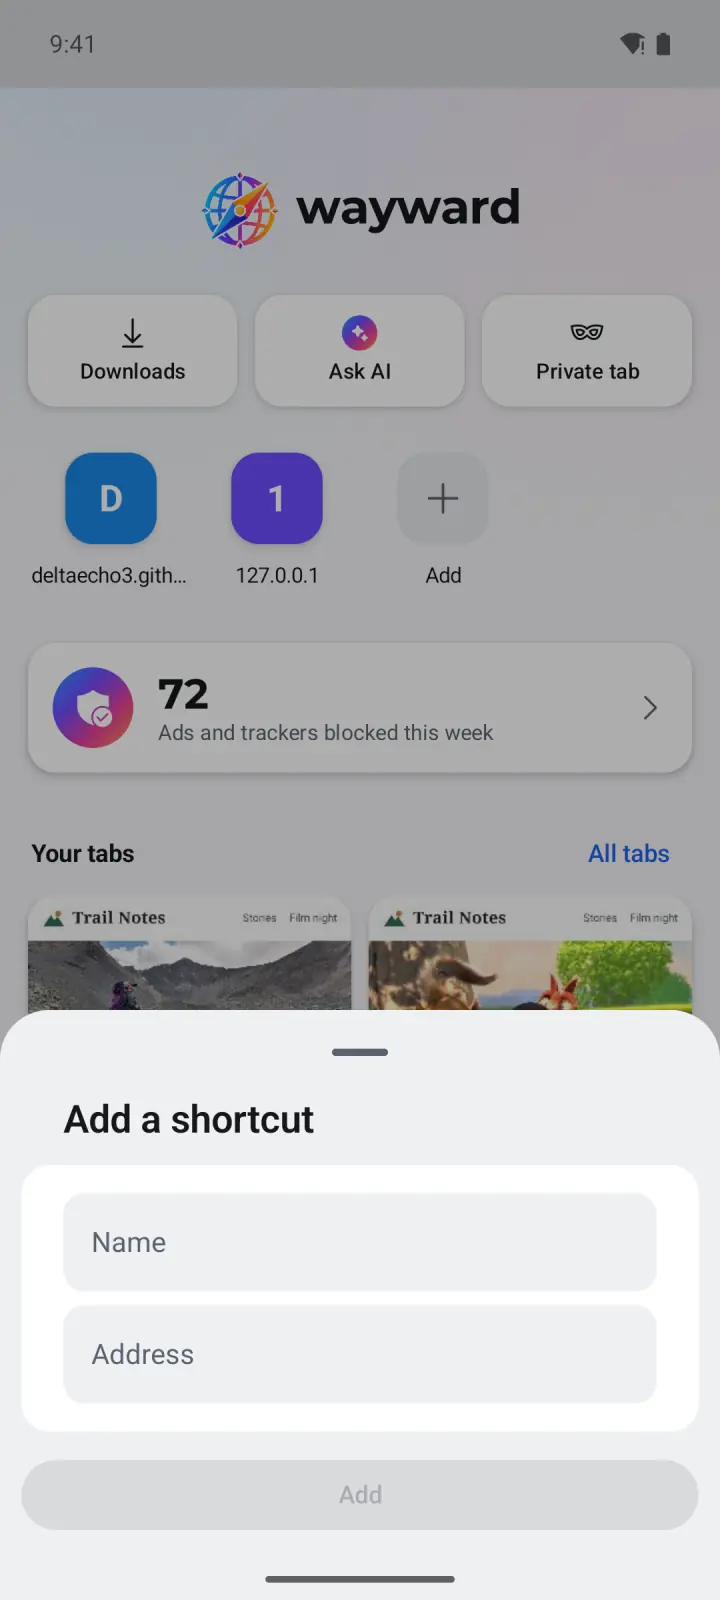 9:41
wayward
Downloads
Ask AI
Private tab
D
1
deltaecho3.gith...
127.0.0.1
Add
72
Ads and trackers blocked this week
Your tabs
All tabs
Trail Notes
Stories
Film night
Trail Notes
Stories
Film night
Add a shortcut
Name
Address
Add